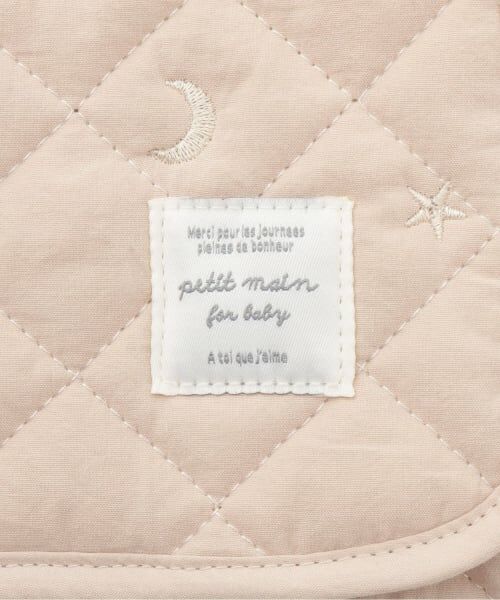 Merci pour les journees
pleines de bonheur
petit main
for baby
A toi que j'aime